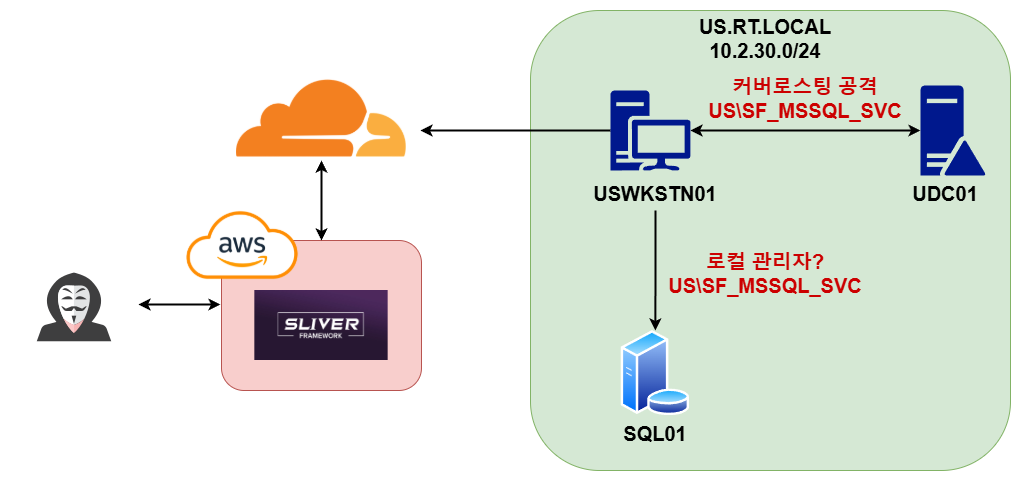 US.RT.LOCAL
10.2.30.0/24
커버로스팅 공격
US\SF_MSSQL_SVC
USWKSTN01
UDC01
aws
로컬 관리자?
US\SF_MSSQL_SVC
SLIVER
FRAMEWORK
SQL01